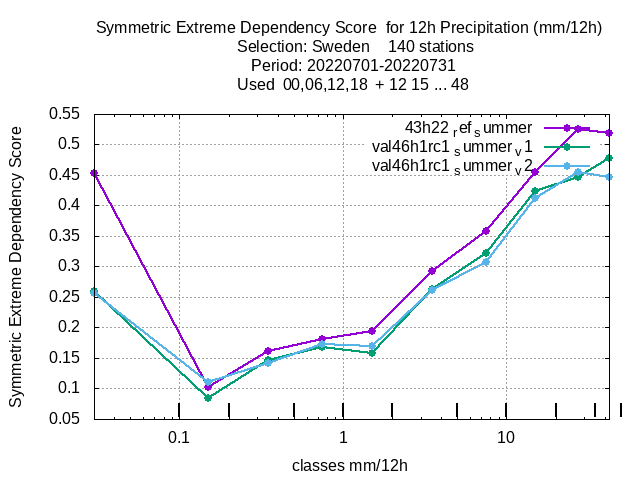 Symmetric Extreme Dependency Score  for 12h Precipitation (mm/12h)
Selection: Sweden    140 stations
Period: 20220701-20220731
Used  00,06,12,18  + 12 15 ... 48
43h22 ref summer
val46h1rc1 summer v1
val46h1rc1 summer v2
0.55
0.5
0.45
0.4
0.35
0.3
0.25
0.2
0.15
0.1
0.05
Symmetric Extreme Dependency Score
0.1 1 10
classes mm/12h